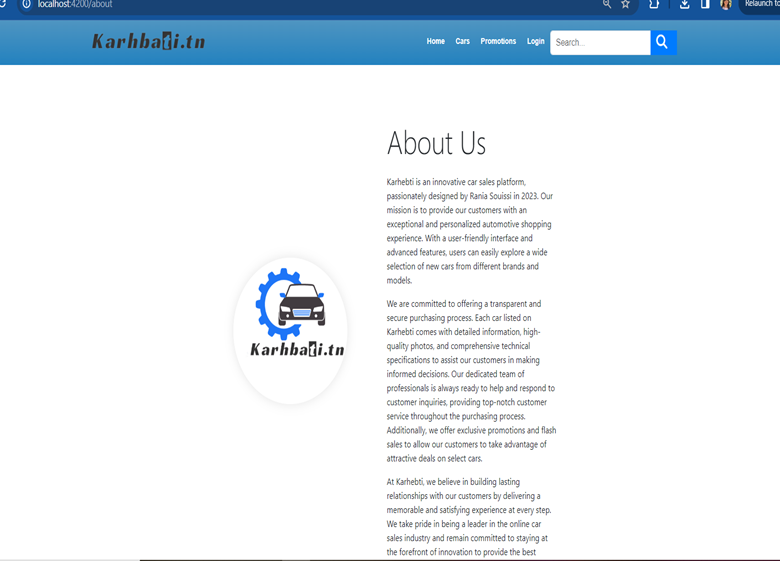 localhost:4200/about
Relaunch to
Karhbati.tn
Home Cars Promotions Login Search...
About Us
Karhebti is an innovative car sales platform,
passionately designed by Rania Souissi in 2023. Our
mission is to provide our customers with an
exceptional and personalized automotive shopping
experience. With a user-friendly interface and
advanced features, users can easily explore a wide
selection of new cars from different brands and
models.
We are committed to offering a transparent and
secure purchasing process. Each car listed on
Karhebti comes with detailed information, high-
quality photos, and comprehensive technical
specifications to assist our customers in making
informed decisions. Our dedicated team of
professionals is always ready to help and respond to
customer inquiries, providing top-notch customer
service throughout the purchasing process.
Additionally, we offer exclusive promotions and flash
sales to allow our customers to take advantage of
attractive deals on select cars.
At Karhebti, we believe in building lasting
relationships with our customers by delivering a
memorable and satisfying experience at every step.
We take pride in being a leader in the online car
sales industry and remain committed to staying at
the forefront of innovation to provide the best
Karhbati.tn